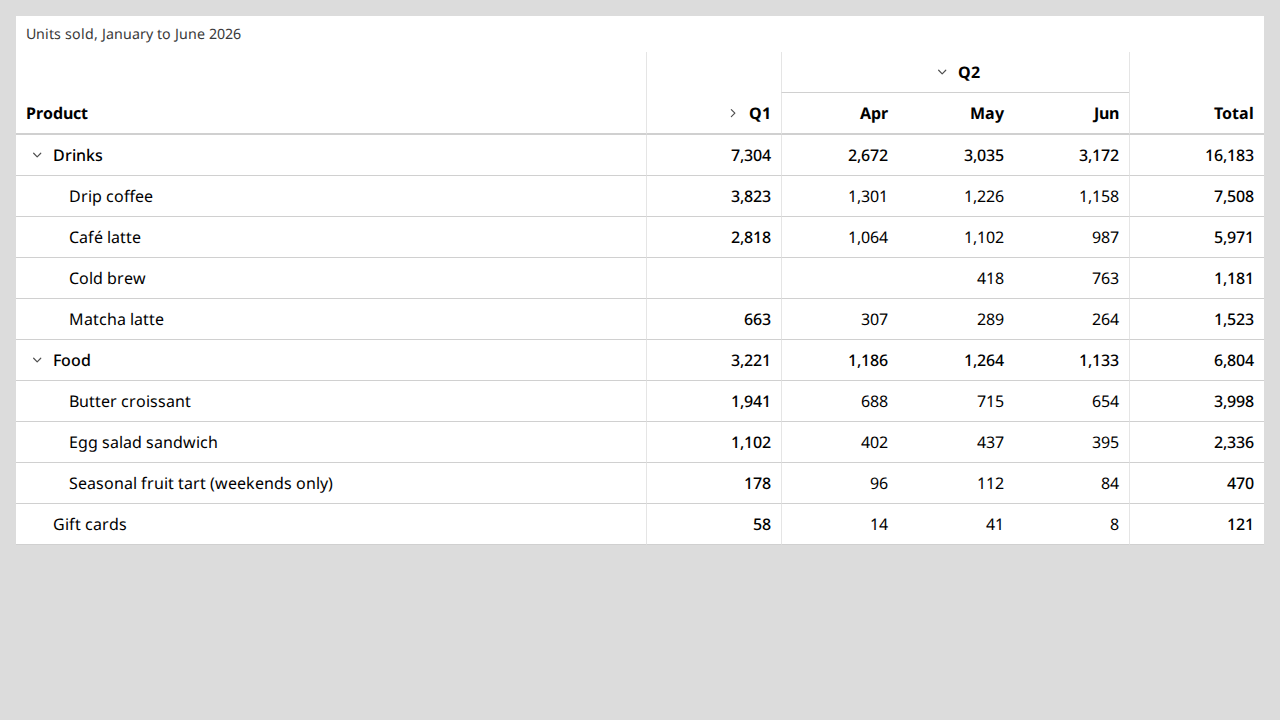 Units sold, January to June 2026
Q2
Product Q1 Apr May Jun Total
Drinks 7,304 2,672 3,035 3,172 16,183
Drip coffee 3,823 1,301 1,226 1,158 7,508
Café latte 2,818 1,064 1,102 987 5,971
Cold brew 418 763 1,181
Matcha latte 663 307 289 264 1,523
Food 3,221 1,186 1,264 1,133 6,804
Butter croissant 1,941 688 715 654 3,998
Egg salad sandwich 1,102 402 437 395 2,336
Seasonal fruit tart (weekends only) 178 96 112 84 470
Gift cards 58 14 41 8 121